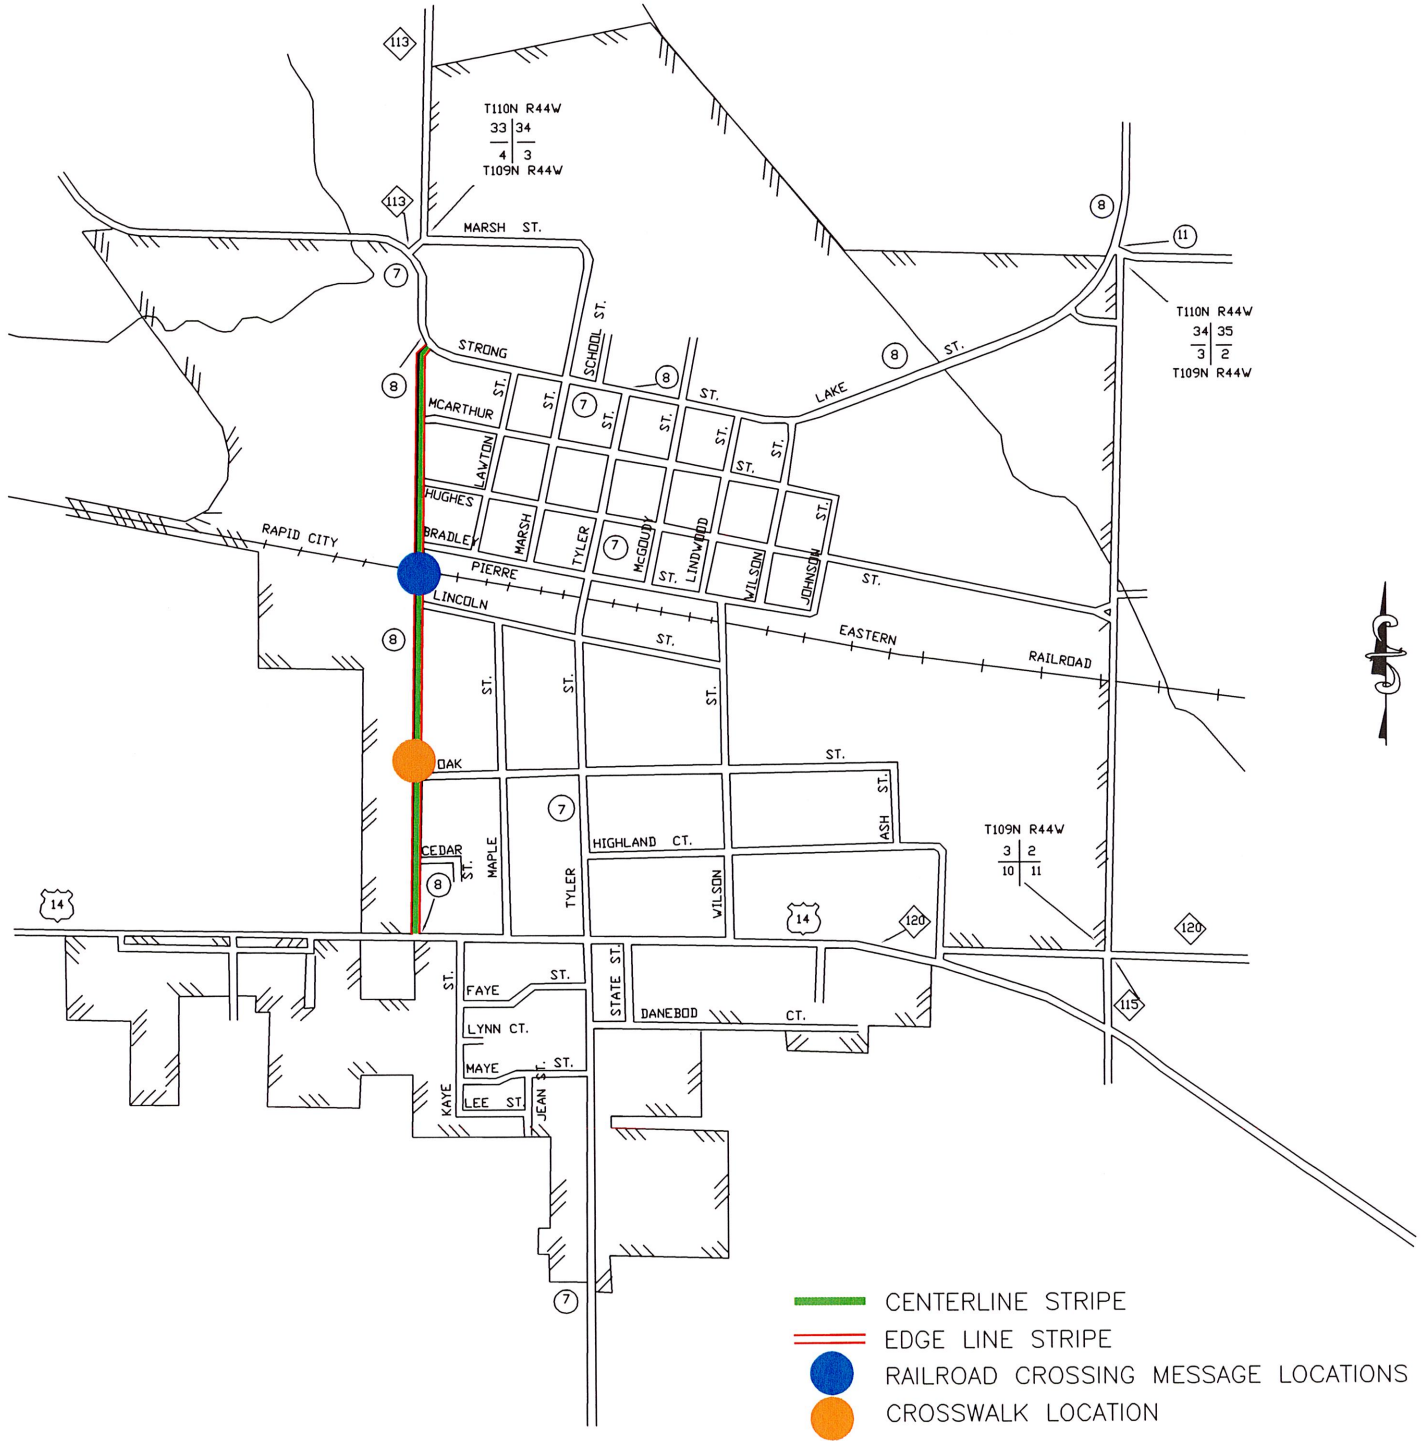 113
T110N R44W
33 34
4 3
T109N R44W
113
MARSH ST.
7
8
11
T110N R44W
34 35
3 2
T109N R44W
STRONG
SCHOOL ST.
8
ST.
LAKE
8
ST.
8
MCARTHUR
ST.
ST.
7
ST.
ST.
ST.
ST.
ST.
LAWTON
HUGHES
BRADLEY
MARSH
TYLER
7
McGOUDY
LINDWOOD
WILSON
JOHNSON
ST.
RAPID CITY
PIERRE
ST.
ST.
EASTERN
RAILROAD
LINCOLN
ST.
8
ST.
ST.
ST.
OAK
ST.
7
ASH ST.
HIGHLAND CT.
CEDAR
ST.
MAPLE
TYLER
WILSON
8
T109N R44W
3 2
10 11
14
14
120
120
115
ST.
FAYE ST.
STATE ST.
DANEBOD CT.
LYNN CT.
MAYE ST.
KAYE
LEE ST.
JEAN ST.
7
CENTERLINE STRIPE
EDGE LINE STRIPE
RAILROAD CROSSING MESSAGE LOCATIONS
CROSSWALK LOCATION